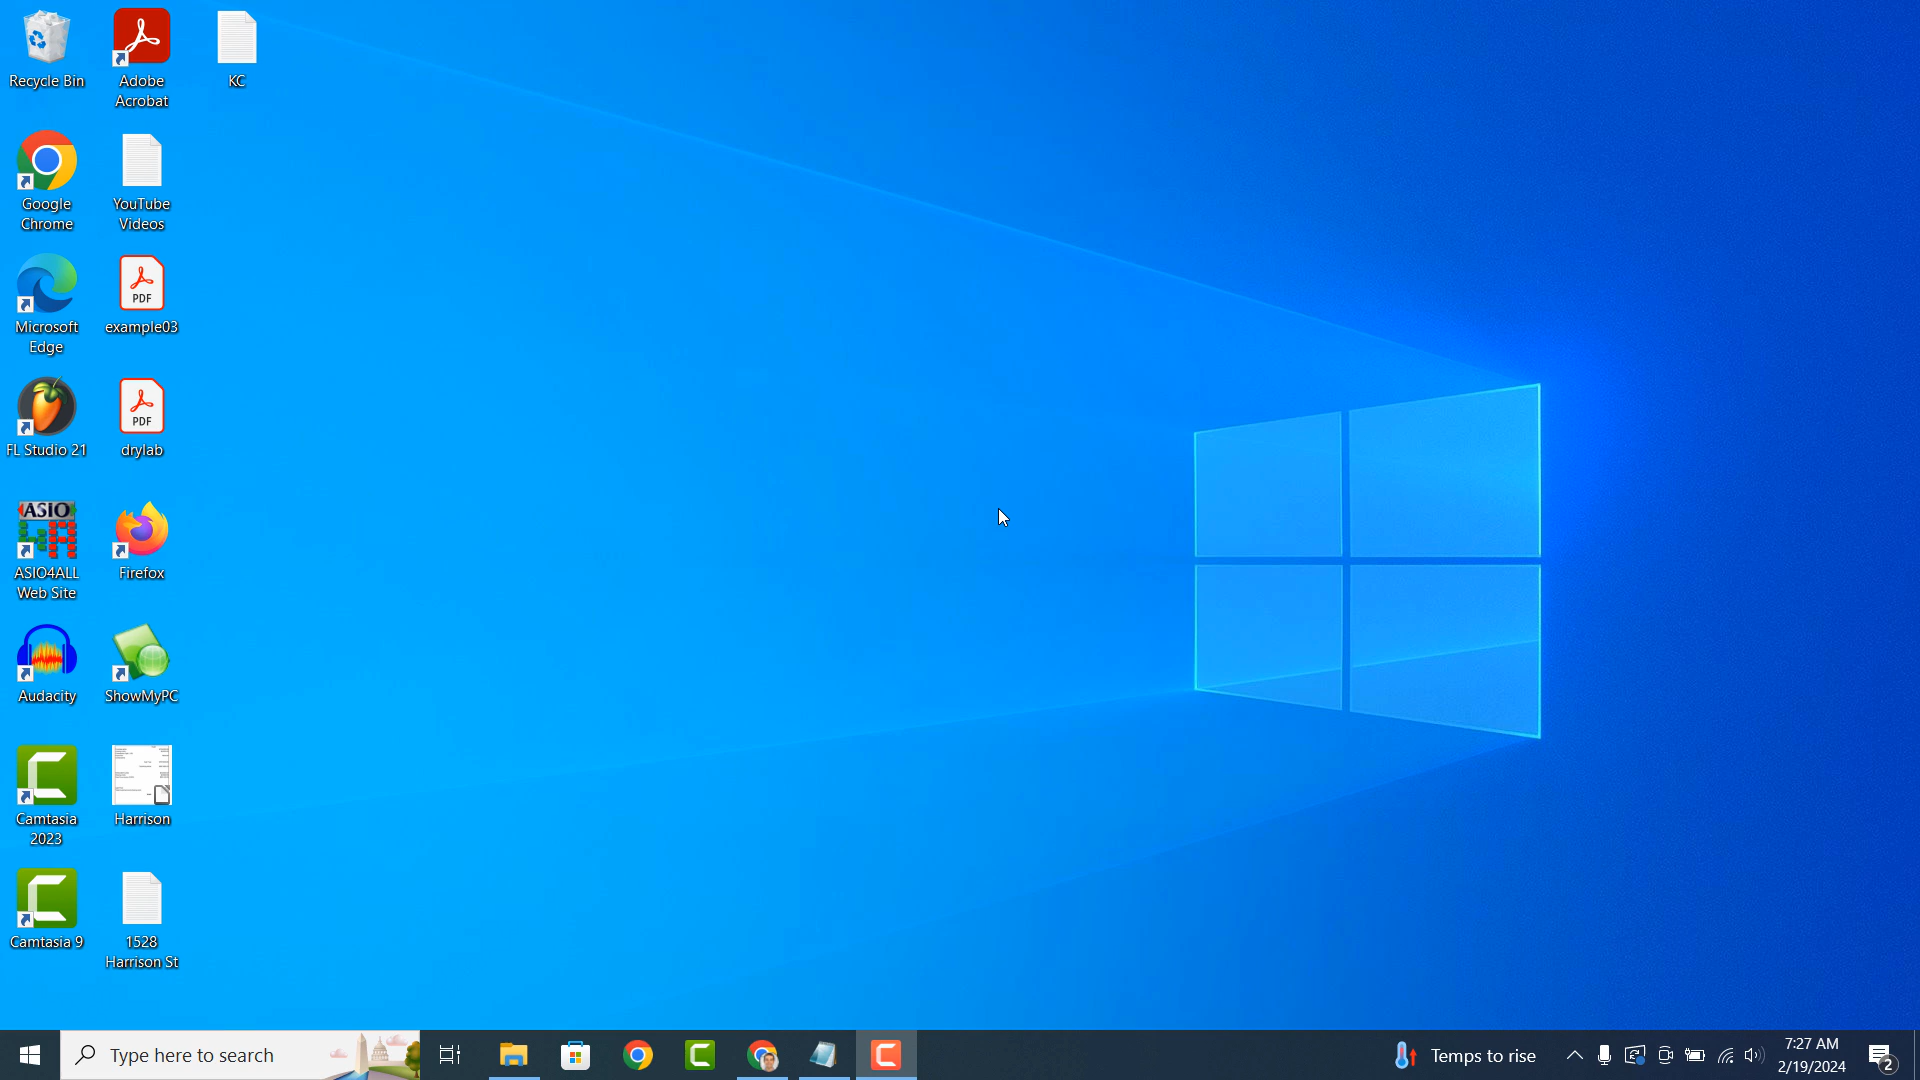 Recycle Bin
Adobe
Acrobat
KC
Google
Chrome
YouTube
Videos
Microsoft
Edge
PDF
example03
FL Studio 21
PDF
drylab
ASIO
ASIO4ALL
Web Site
Firefox
Audacity
ShowMyPC
Camtasia
2023
Harrison
Camtasia 9
1528
Harrison St
Type here to search
Temps to rise
7:27 AM
2/19/2024
2